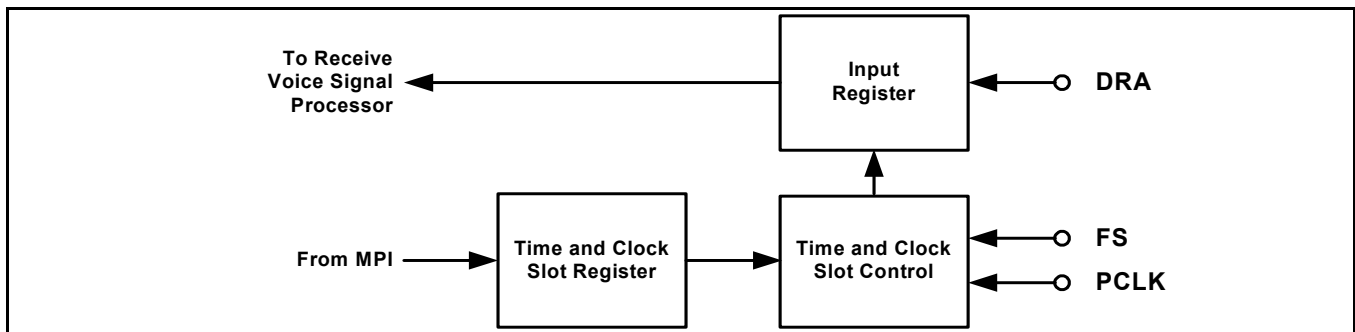 To Receive
Voice Signal
Processor
Input
Register
DRA
From MPI
Time and Clock
Slot Register
Time and Clock
Slot Control
FS
PCLK